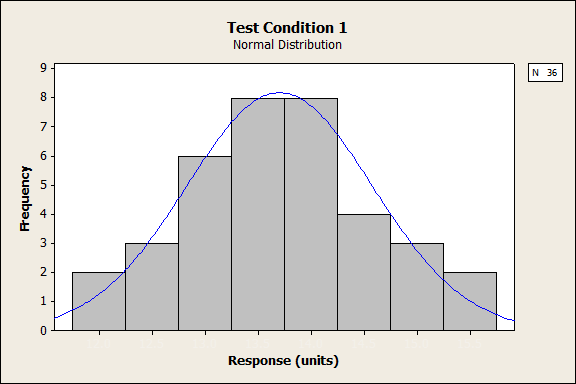 Test Condition 1
Normal Distribution
N 36
9
8
7
6
5
4
3
2
1
0
Frequency
Response (units)